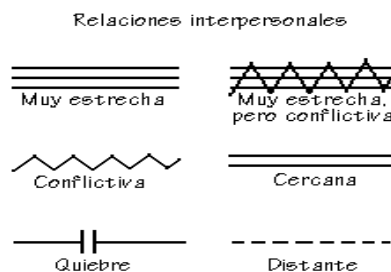 Relaciones interpersonales
Muy estrecha
Muy estrecha,
pero conflictiva
Conflictiva
Cercana
Quiebre
Distante